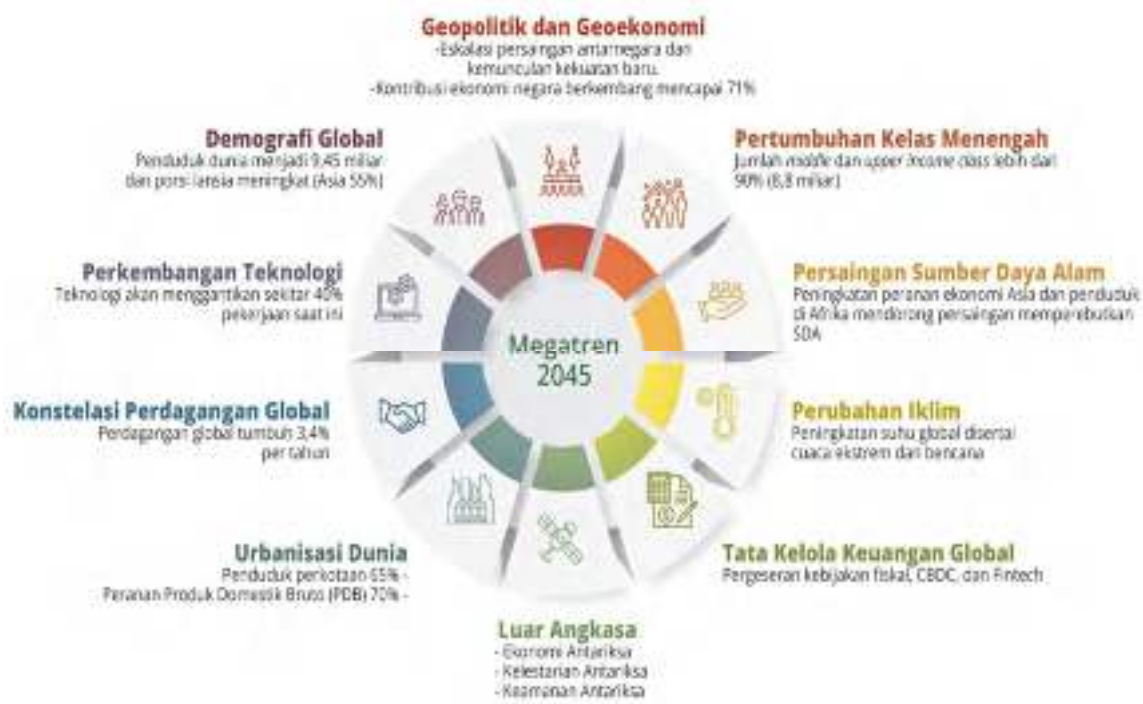 Geopolitik dan Geoekonomi
-Eskalasi persaingan antarnegara dan
kemunculan kekuatan baru.
-Kontribusi ekonomi negara berkembang mencapai 71%
Pertumbuhan Kelas Menengah
Jumlah middle dan upper income class lebih dari
90% (8,8 miliar)
Persaingan Sumber Daya Alam
Peningkatan peranan ekonomi Asia dan penduduk
di Afrika mendorong persaingan memperebutkan
SDA
Perubahan Iklim
Peningkatan suhu global disertai
cuaca ekstrem dan bencana
Tata Kelola Keuangan Global
Pergeseran kebijakan fiskal, CBDC, dan Fintech
Luar Angkasa
- Ekonomi Antariksa
- Kelestarian Antariksa
- Keamanan Antariksa
Urbanisasi Dunia
Penduduk perkotaan 65% -
Peranan Produk Domestik Bruto (PDB) 70% -
Konstelasi Perdagangan Global
Perdagangan global tumbuh 3,4%
per tahun
Perkembangan Teknologi
Teknologi akan menggantikan sekitar 40%
pekerjaan saat ini
Demografi Global
Penduduk dunia menjadi 9,45 miliar
dan porsi lansia meningkat (Asia 55%)
Megatren
2045